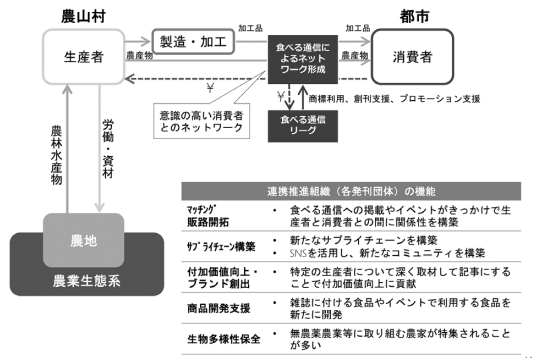 農山村
都市
生産者
製造・加工
加工品
農産物
食べる通信に
よるネット
ワーク形成
加工品
農産物
消費者
¥
¥
商標利用、創刊支援、プロモーション支援
意識の高い消費者
とのネットワーク
食べる通信
リーグ
農林水産物
労働・資材
農地
農業生態系
連携推進組織(各発刊団体)の機能
マッチング
販路開拓
• 食べる通信への掲載やイベントがきっかけで生
産者と消費者との間に関係性を構築
サプライチェーン構築
• 新たなサプライチェーンを構築
• SNSを活用し、新たなコミュニティを構築
付加価値向上・
ブランド創出
• 特定の生産者について深く取材して記事にする
ことで付加価値向上に貢献
商品開発支援
• 雑誌に付ける食品やイベントで利用する食品を
新たに開発
生物多様性保全
• 無農薬農業等に取り組む農家が特集されること
が多い